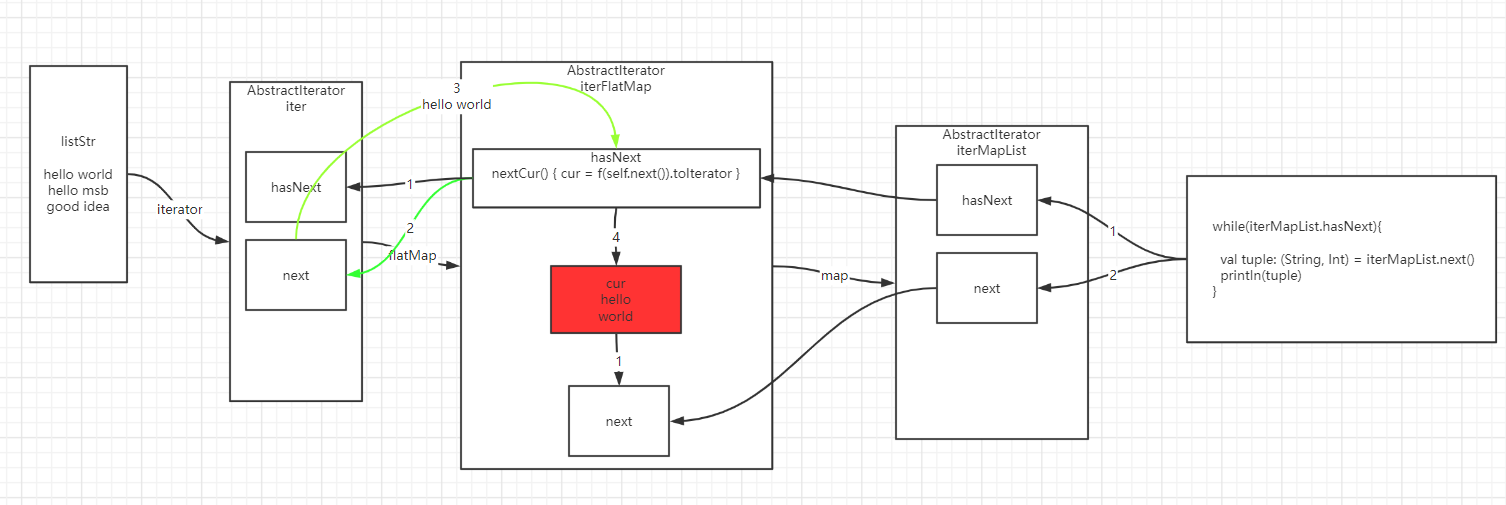 listStr
hello world
hello msb
good idea
iterator
AbstractIterator
iter
hasNext
next
flatMap
1
2
3
hello world
AbstractIterator
iterFlatMap
hasNext
nextCur() { cur = f(self.next()).toIterator }
4
cur
hello
world
1
next
map
AbstractIterator
iterMapList
hasNext
next
1
2
while(iterMapList.hasNext){
val tuple: (String, Int) = iterMapList.next()
println(tuple)
}